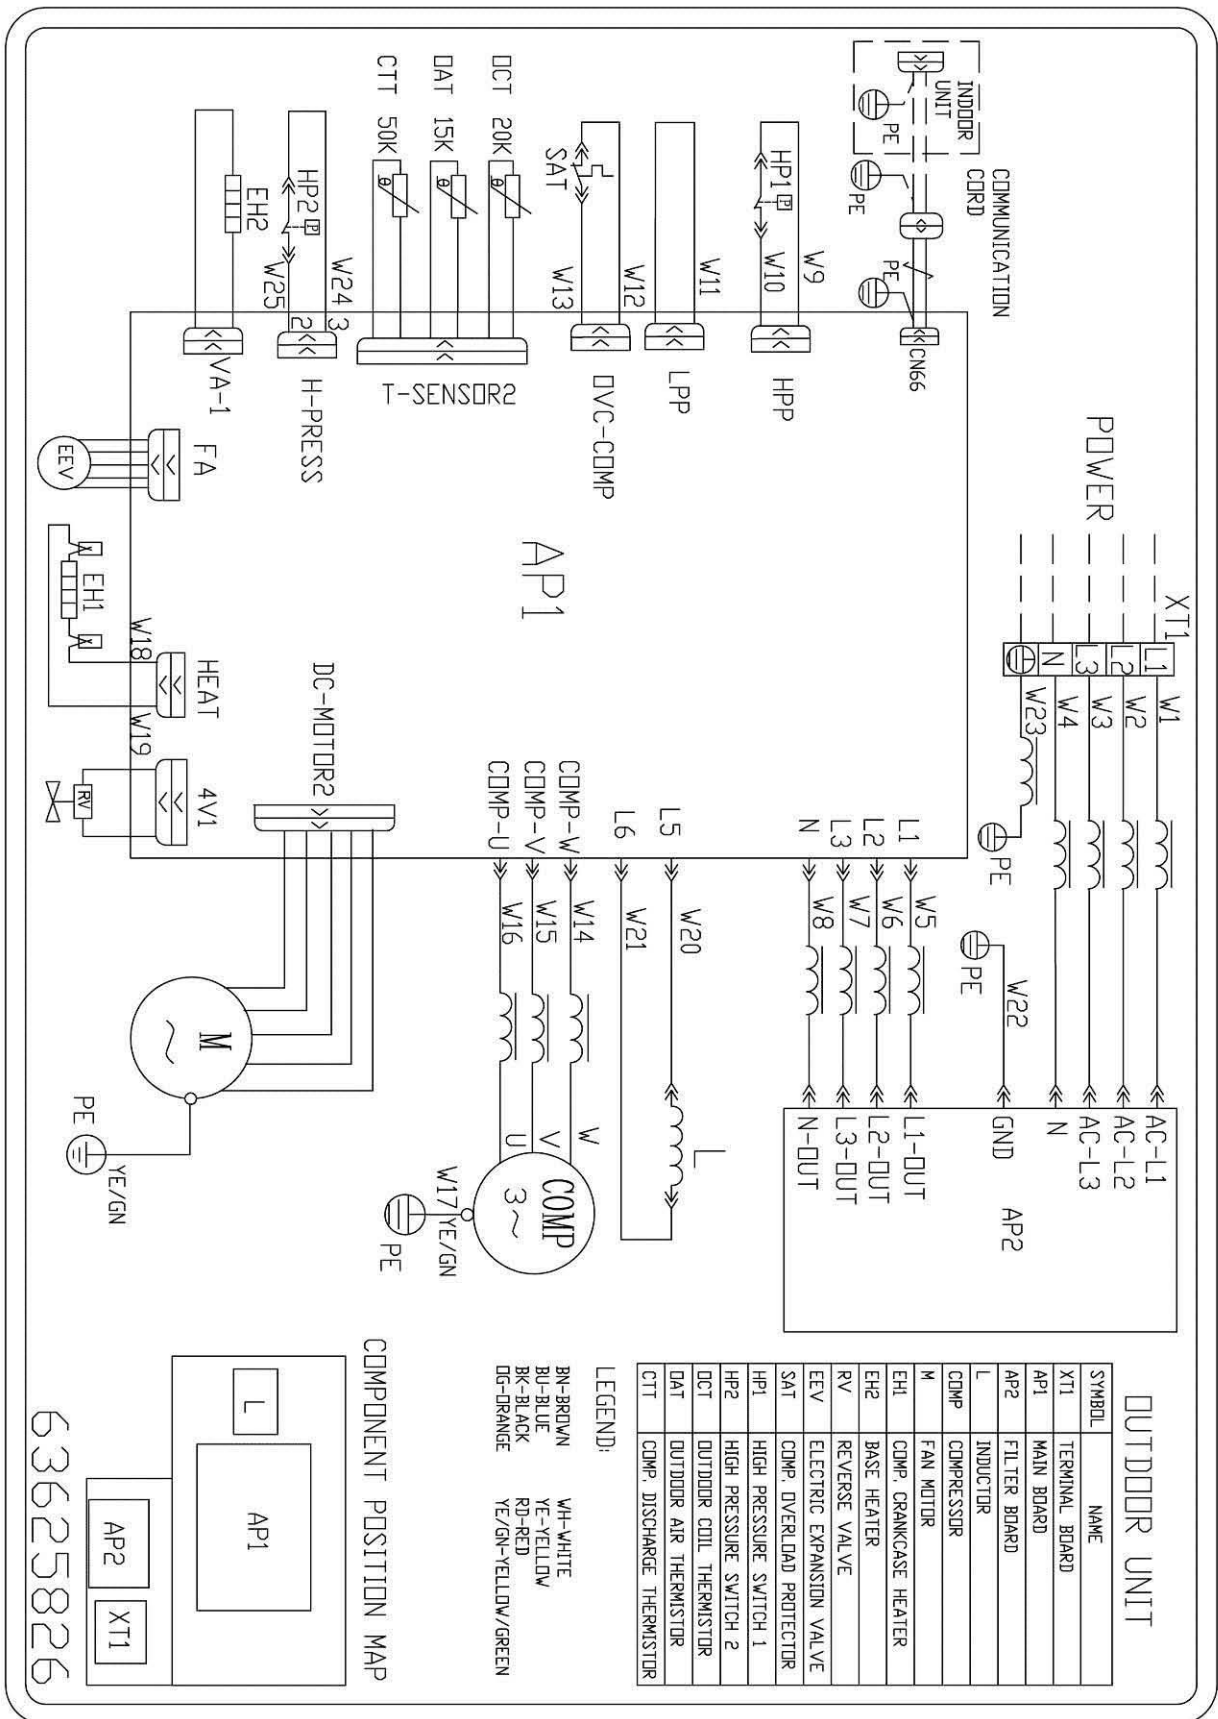 OUTDOOR UNIT
SYMBOL NAME
XT1 TERMINAL BOARD
AP1 MAIN BOARD
AP2 FILTER BOARD
L INDUCTOR
COMP COMPRESSOR
M FAN MOTOR
EH1 COMP. CRANKCASE HEATER
EH2 BASE HEATER
RV REVERSE VALVE
EEV ELECTRIC EXPANSION VALVE
SAT COMP. OVERLOAD PROTECTOR
HP1 HIGH PRESSURE SWITCH 1
HP2 HIGH PRESSURE SWITCH 2
OCT OUTDOOR COIL THERMISTOR
OAT OUTDOOR AIR THERMISTOR
CTT COMP. DISCHARGE THERMISTOR
LEGEND:
BN-BROWN WH-WHITE
BU-BLUE YE-YELLOW
BK-BLACK RD-RED
OG-ORANGE YE/GN-YELLOW/GREEN
COMPONENT POSITION MAP
L
AP1
AP2
XT1
63625826
POWER
XT1
L1 W1 AC-L1
L2 W2 AC-L2
L3 W3 AC-L3
N W4 N
W23 PE
PE W22 GND
AP2
L1 W5 L1-OUT
L2 W6 L2-OUT
L3 W7 L3-OUT
N W8 N-OUT
L5 W20
L
L6 W21
COMP-W W14 W
COMP-V W15 V
COMP-U W16 U
COMP
3~
W17 YE/GN
PE
DC-MOTOR2
M
~
PE
YE/GN
AP1
INDOOR
UNIT
PE
COMMUNICATION
CORD
PE
PE
CN66
HP1 P
W9
W10
HPP
W11
LPP
SAT
W12
W13
OVC-COMP
OCT 20K θ
OAT 15K θ
CTT 50K θ
T-SENSOR2
HP2 P
W24 3
W25 2
H-PRESS
EH2
VA-1
EEV
FA
EH1
W18
HEAT
W19
RV
4V1